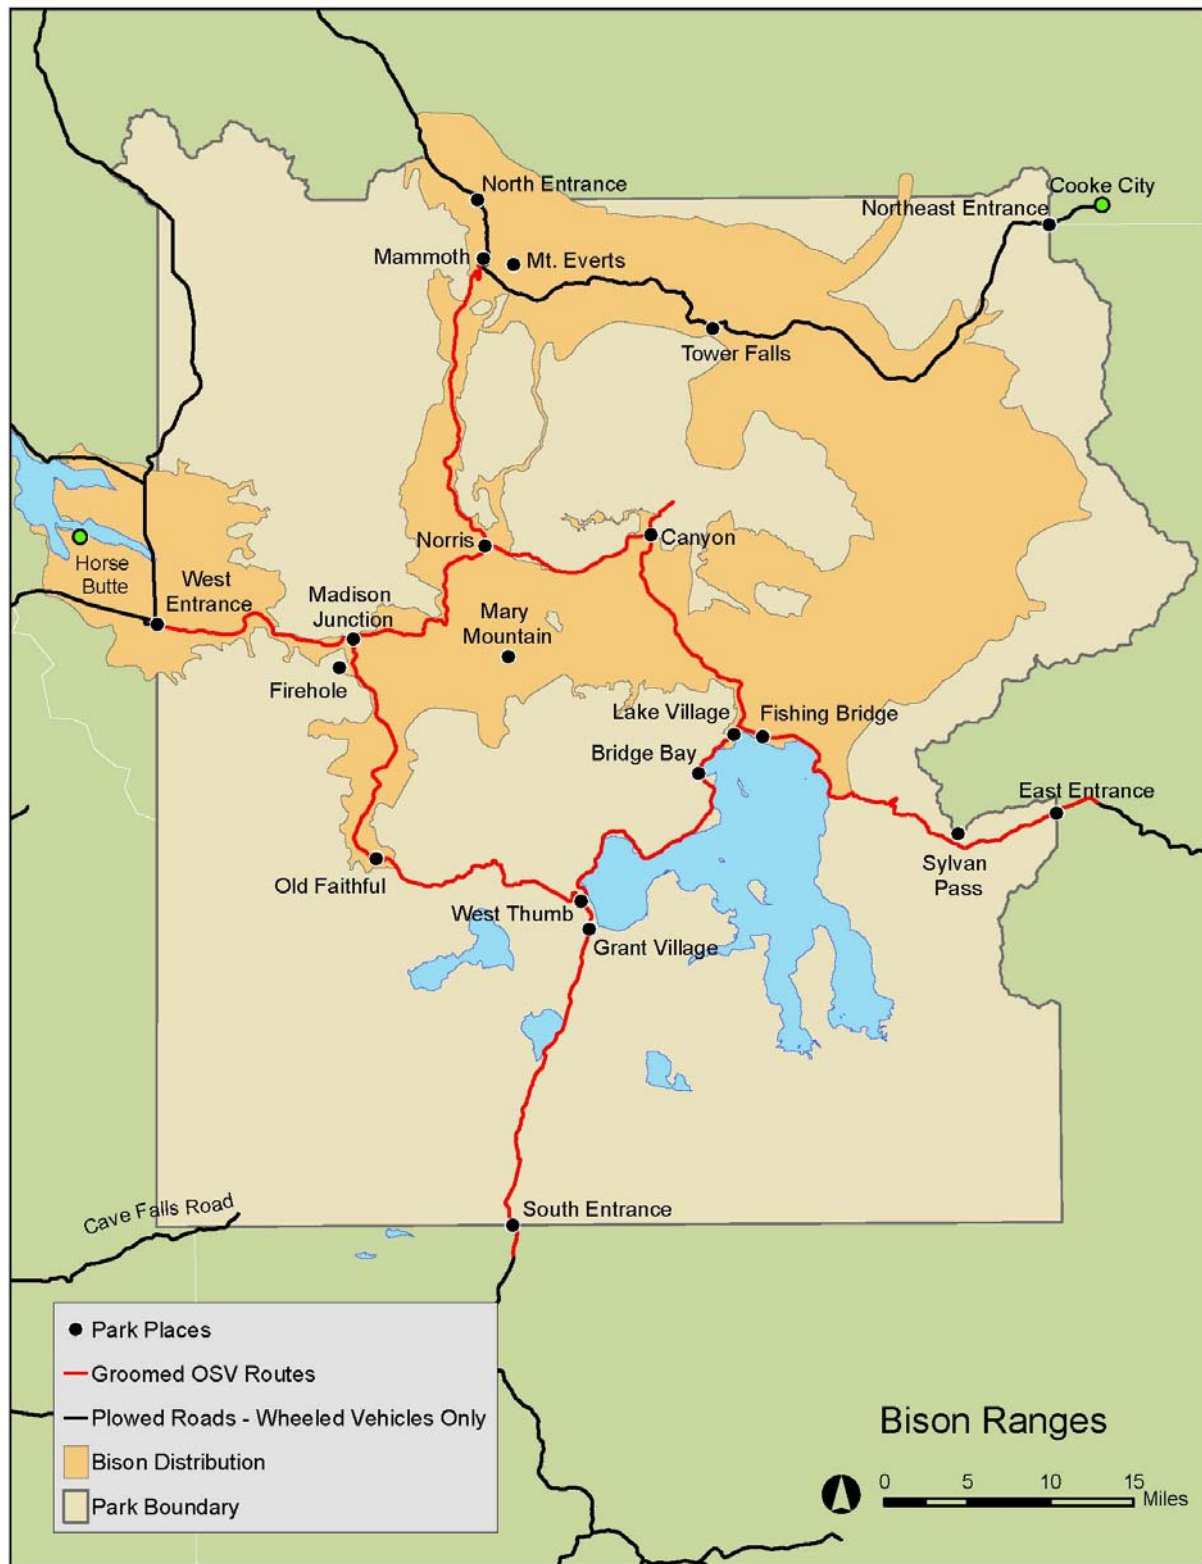 North Entrance
Cooke City
Northeast Entrance
Mammoth
Mt. Everts
Tower Falls
Norris
Canyon
Horse
Butte
West
Entrance
Madison
Junction
Mary
Mountain
Firehole
Lake Village
Fishing Bridge
Bridge Bay
East Entrance
Sylvan
Pass
Old Faithful
West Thumb
Grant Village
Cave Falls Road
South Entrance
Park Places
Groomed OSV Routes
Plowed Roads - Wheeled Vehicles Only
Bison Distribution
Park Boundary
Bison Ranges
0 5 10 15
Miles